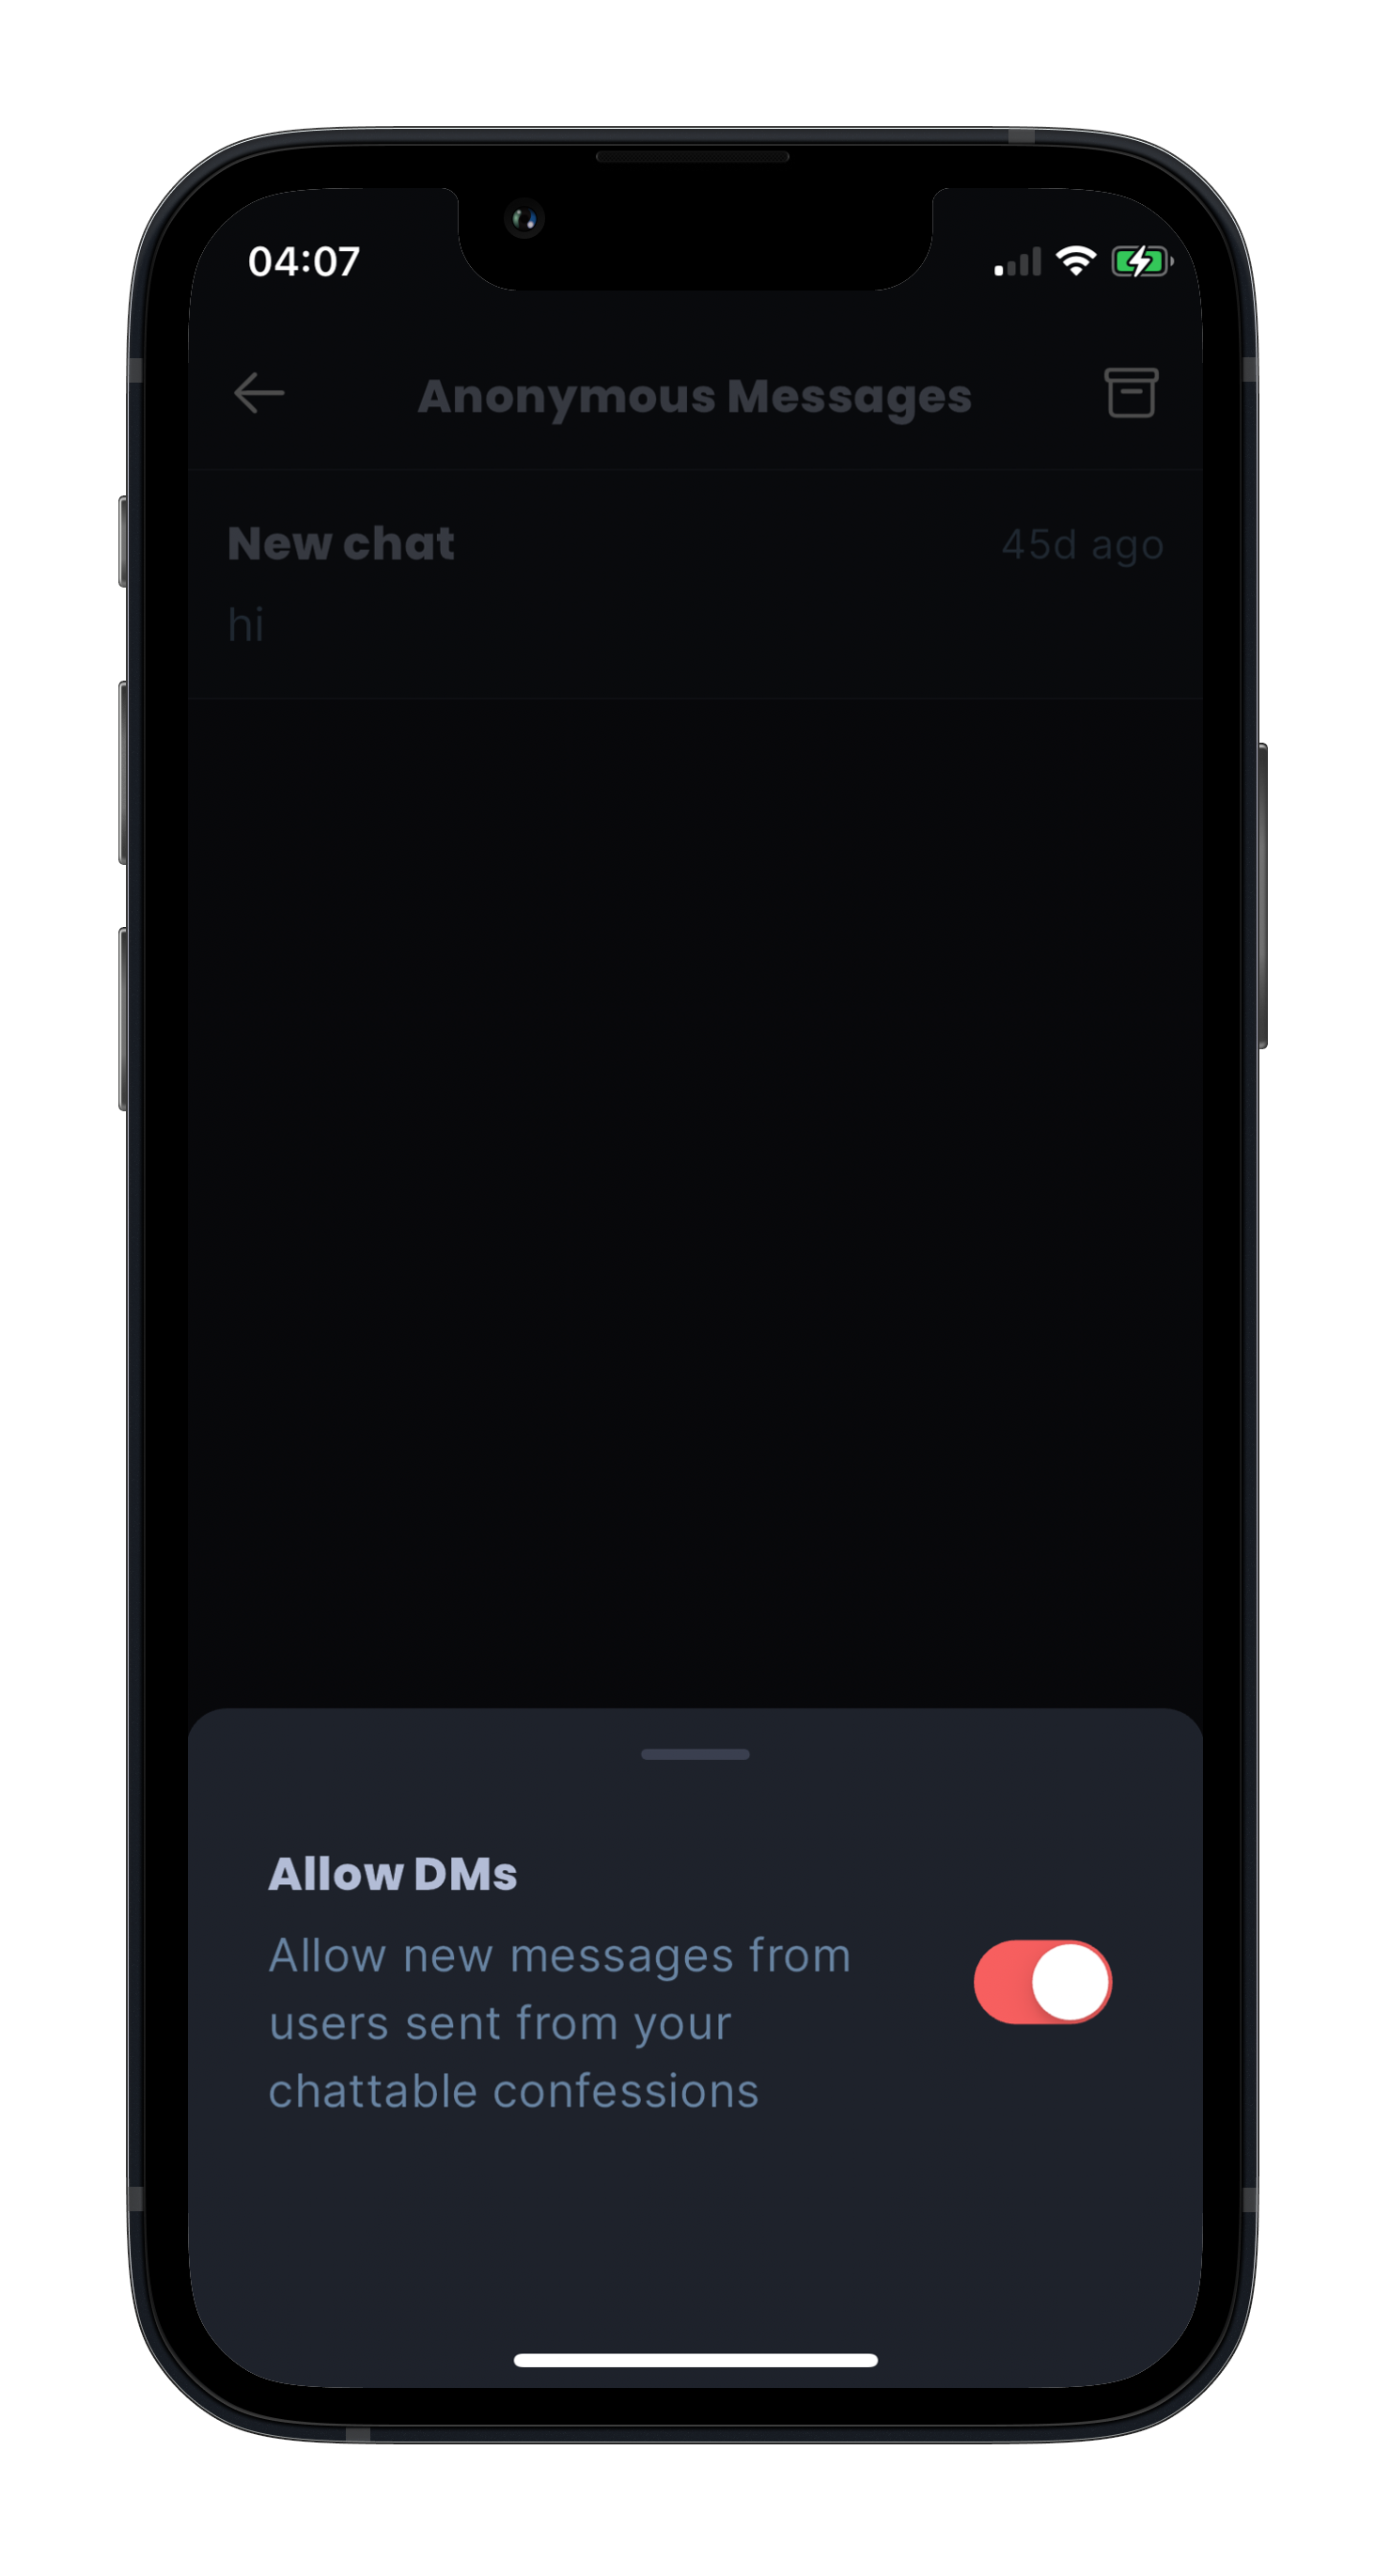 04:07
Anonymous Messages
New chat 45d ago
hi
Allow DMs
Allow new messages from
users sent from your
chattable confessions